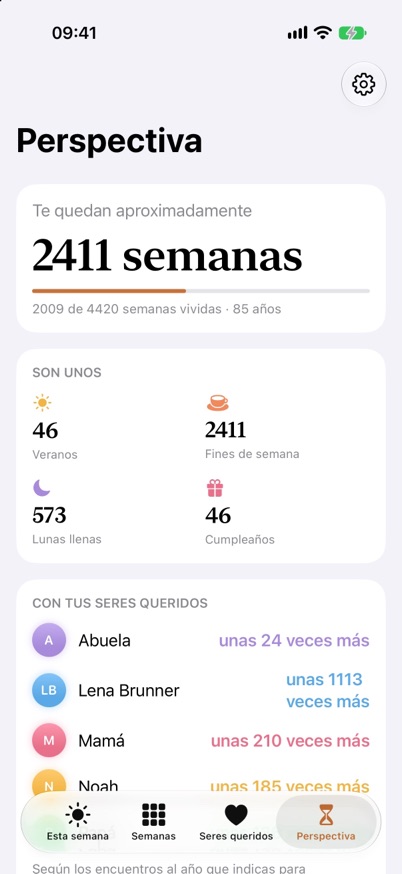 09:41
Perspectiva
Te quedan aproximadamente
2411 semanas
2009 de 4420 semanas vividas · 85 años
SON UNOS
46
Veranos
2411
Fines de semana
573
Lunas llenas
46
Cumpleaños
CON TUS SERES QUERIDOS
A
Abuela
unas 24 veces más
LB
Lena Brunner
unas 1113
veces más
M
Mamá
unas 210 veces más
N
Noah
unas 185 veces más
Esta semana
Semanas
Seres queridos
Perspectiva
Según los encuentros al año que indicas para